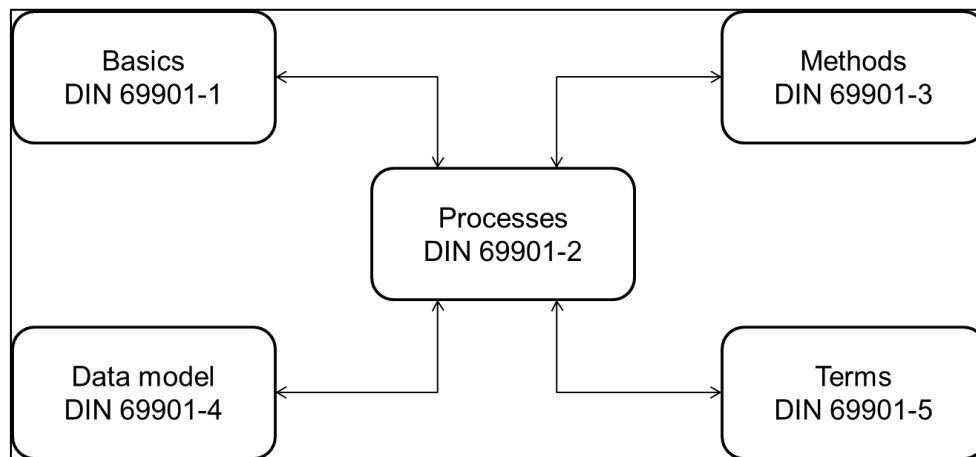 Basics
DIN 69901-1
Methods
DIN 69901-3
Processes
DIN 69901-2
Data model
DIN 69901-4
Terms
DIN 69901-5